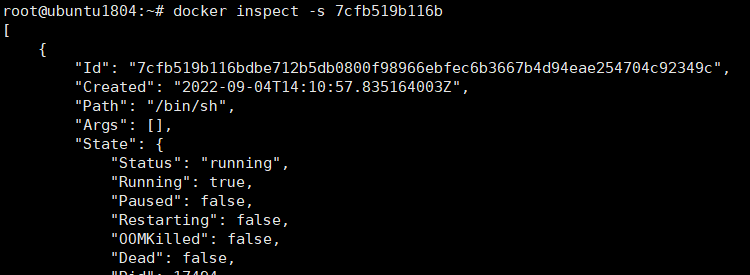 root@ubuntu1804:~# docker inspect -s 7cfb519b116b
[
    {
        "Id": "7cfb519b116bdbe712b5db0800f98966ebfec6b3667b4d94eae254704c92349c",
        "Created": "2022-09-04T14:10:57.835164003Z",
        "Path": "/bin/sh",
        "Args": [],
        "State": {
            "Status": "running",
            "Running": true,
            "Paused": false,
            "Restarting": false,
            "OOMKilled": false,
            "Dead": false,